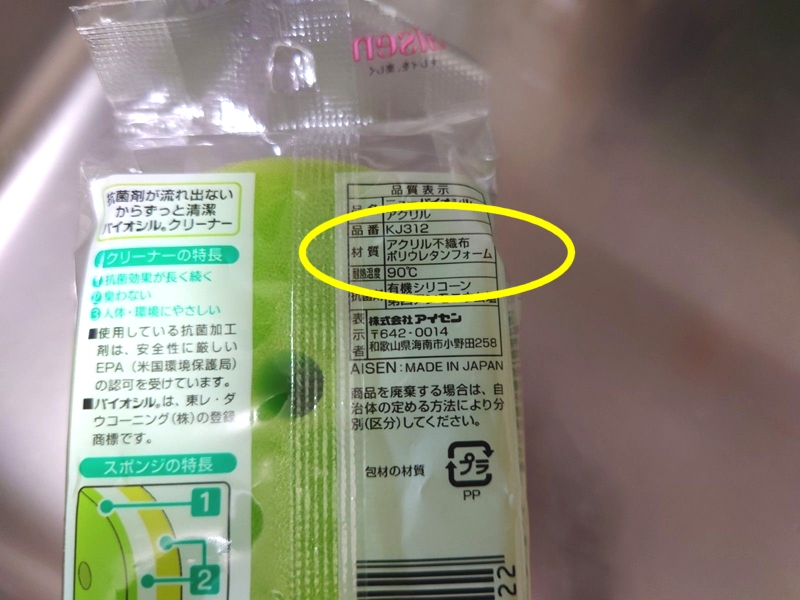 抗菌剤が流れ出ない
からずっと清潔
バイオシル®クリーナー
クリーナーの特長
1 抗菌効果が長く続く
2 臭わない
3 人体・環境にやさしい
■使用している抗菌加工
剤は、安全性に厳しい
EPA（米国環境保護局）
の認可を受けています。
■バイオシル®は、東レ・ダ
ウコーニング(株)の登録
商標です。
スポンジの特長
1
2
品質表示
品名 ニューバイオシル
アクリル
品番 KJ312
材質 アクリル不織布
ポリウレタンフォーム
耐熱温度 90℃
有機シリコーン
表示者 株式会社アイセン
〒642-0014
和歌山県海南市小野田258
AISEN：MADE IN JAPAN
商品を廃棄する場合は、自
治体の定める方法により分
別(区分)してください。
包材の材質
プラ
PP
22